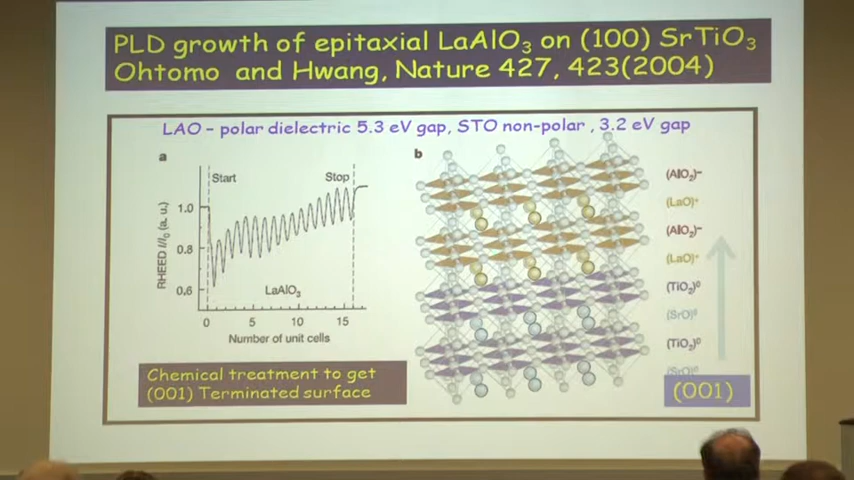 PLD growth of epitaxial LaAlO₃ on (100) SrTiO₃
Ohtomo and Hwang, Nature 427, 423(2004)
LAO – polar dielectric 5.3 eV gap, STO non-polar , 3.2 eV gap
a
Start
Stop
RHEED I/I₀ (a. u.)
1.0
0.8
0.6
LaAlO₃
0
5
10
15
Number of unit cells
b
(AlO₂)⁻
(LaO)⁺
(AlO₂)⁻
(LaO)⁺
(TiO₂)⁰
(SrO)⁰
(TiO₂)⁰
(SrO)⁰
(001)
Chemical treatment to get
(001) Terminated surface